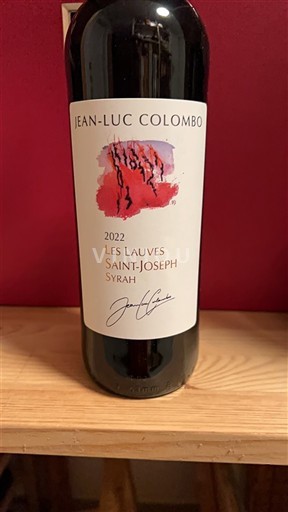 JEAN-LUC COLOMBO
2022
LES LAUVES
SAINT-JOSEPH
SYRAH